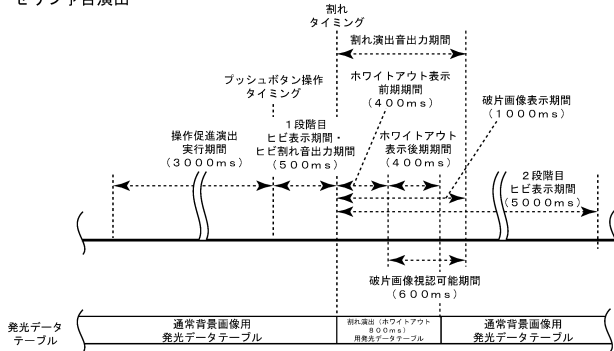 セリフ予告演出
割れ
タイミング
割れ演出音出力期間
プッシュボタン操作
タイミング
ホワイトアウト表示
前期期間
(400ms)
破片画像表示期間
(1000ms)
操作促進演出
実行期間
(3000ms)
1段階目
ヒビ表示期間・
ヒビ割れ音出力期間
(500ms)
ホワイトアウト
表示後期期間
(400ms)
2段階目
ヒビ表示期間
(5000ms)
破片画像視認可能期間
(600ms)
発光データ
テーブル
通常背景画像用
発光データテーブル
割れ演出(ホワイトアウト
800ms)
用発光データテーブル
通常背景画像用
発光データテーブル